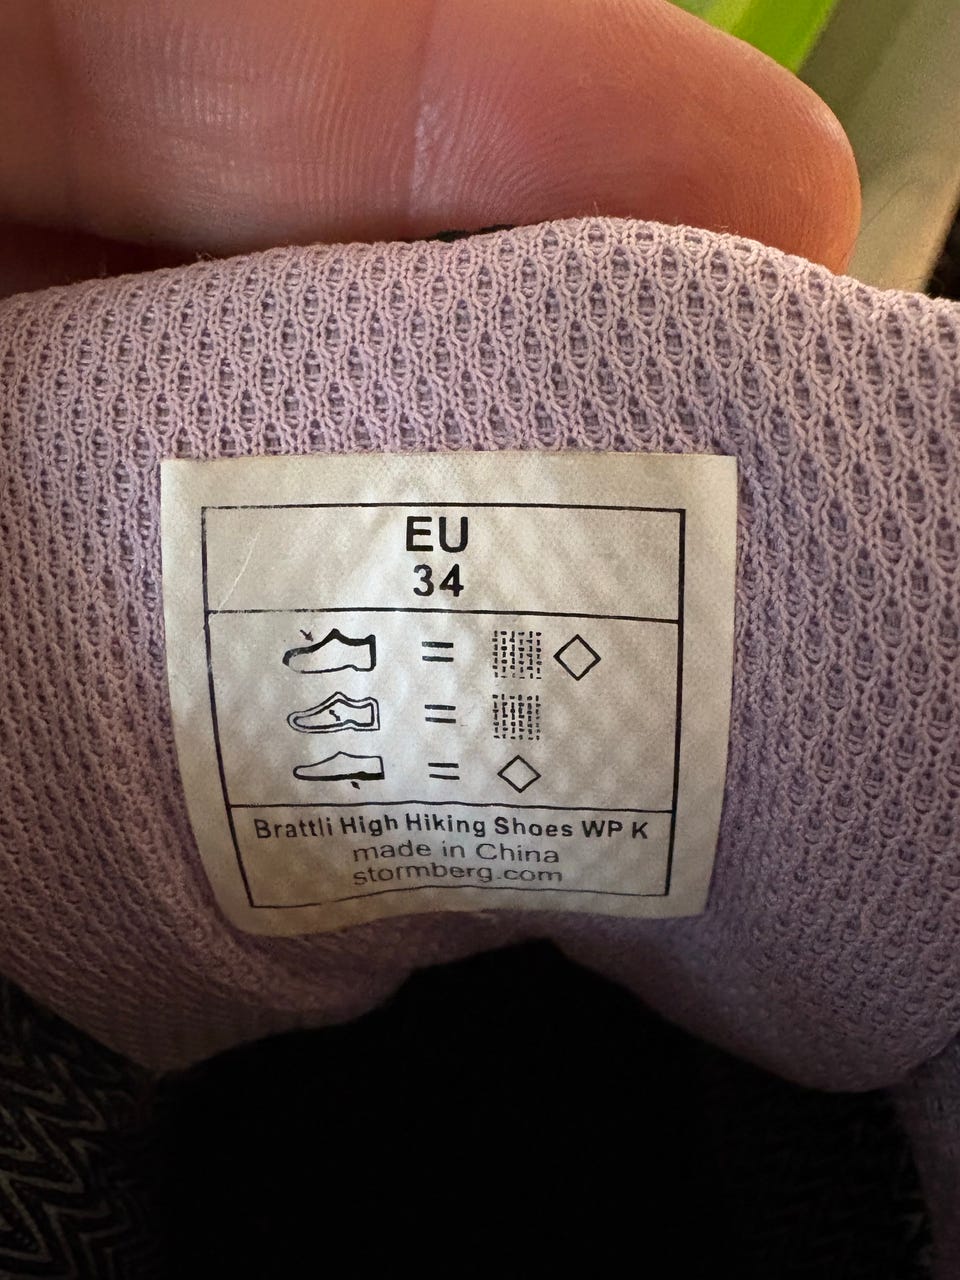 EU
34
=
=
=
Brattli High Hiking Shoes WP K
made in China
stormberg.com